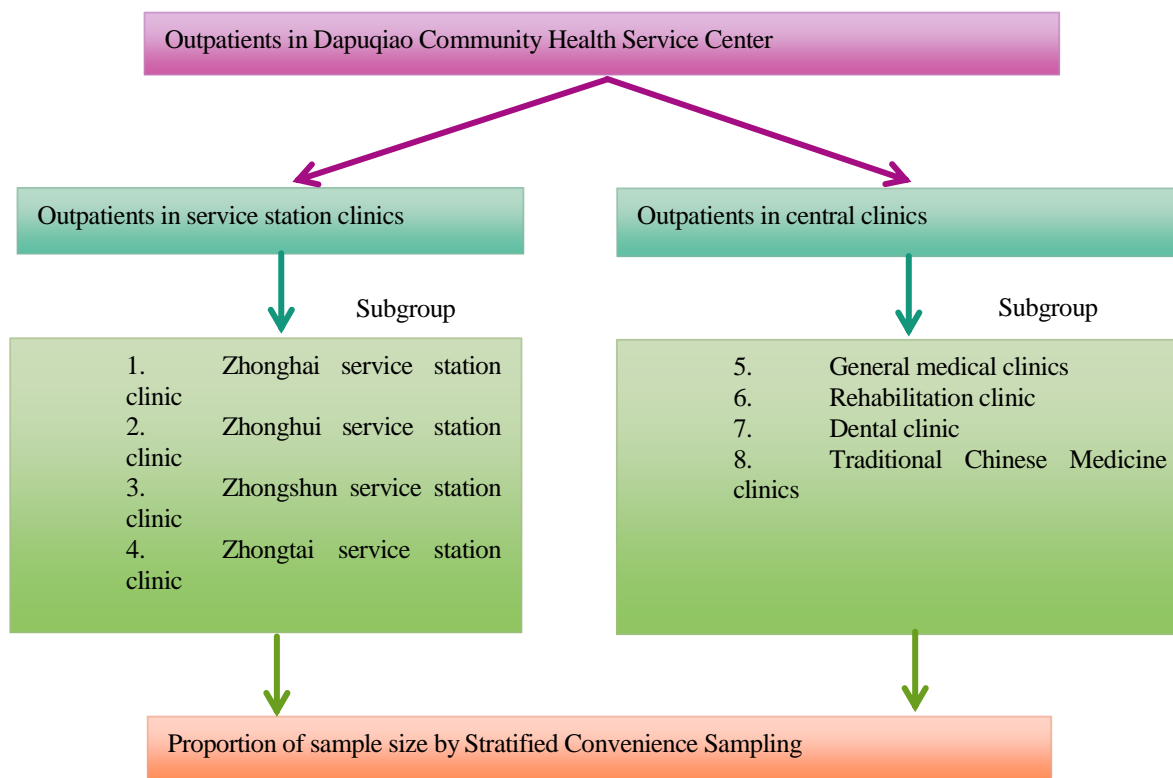 Outpatients in Dapuqiao Community Health Service Center
Outpatients in service station clinics
Outpatients in central clinics
Subgroup
Subgroup
1. Zhonghai service station
clinic
2. Zhonghui service station
clinic
3. Zhongshun service station
clinic
4. Zhongtai service station
clinic
5. General medical clinics
6. Rehabilitation clinic
7. Dental clinic
8. Traditional Chinese Medicine
clinics
Proportion of sample size by Stratified Convenience Sampling